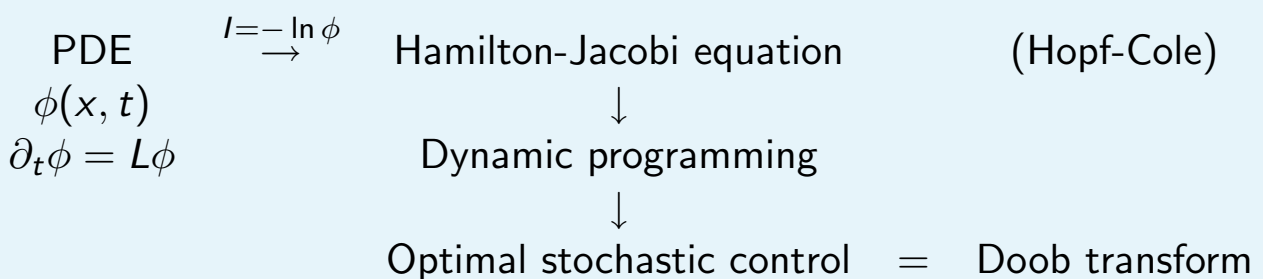 PDE I=−ln ϕ → Hamilton-Jacobi equation (Hopf-Cole)
ϕ(x, t) ↓
∂ₜϕ = Lϕ Dynamic programming
↓
Optimal stochastic control = Doob transform